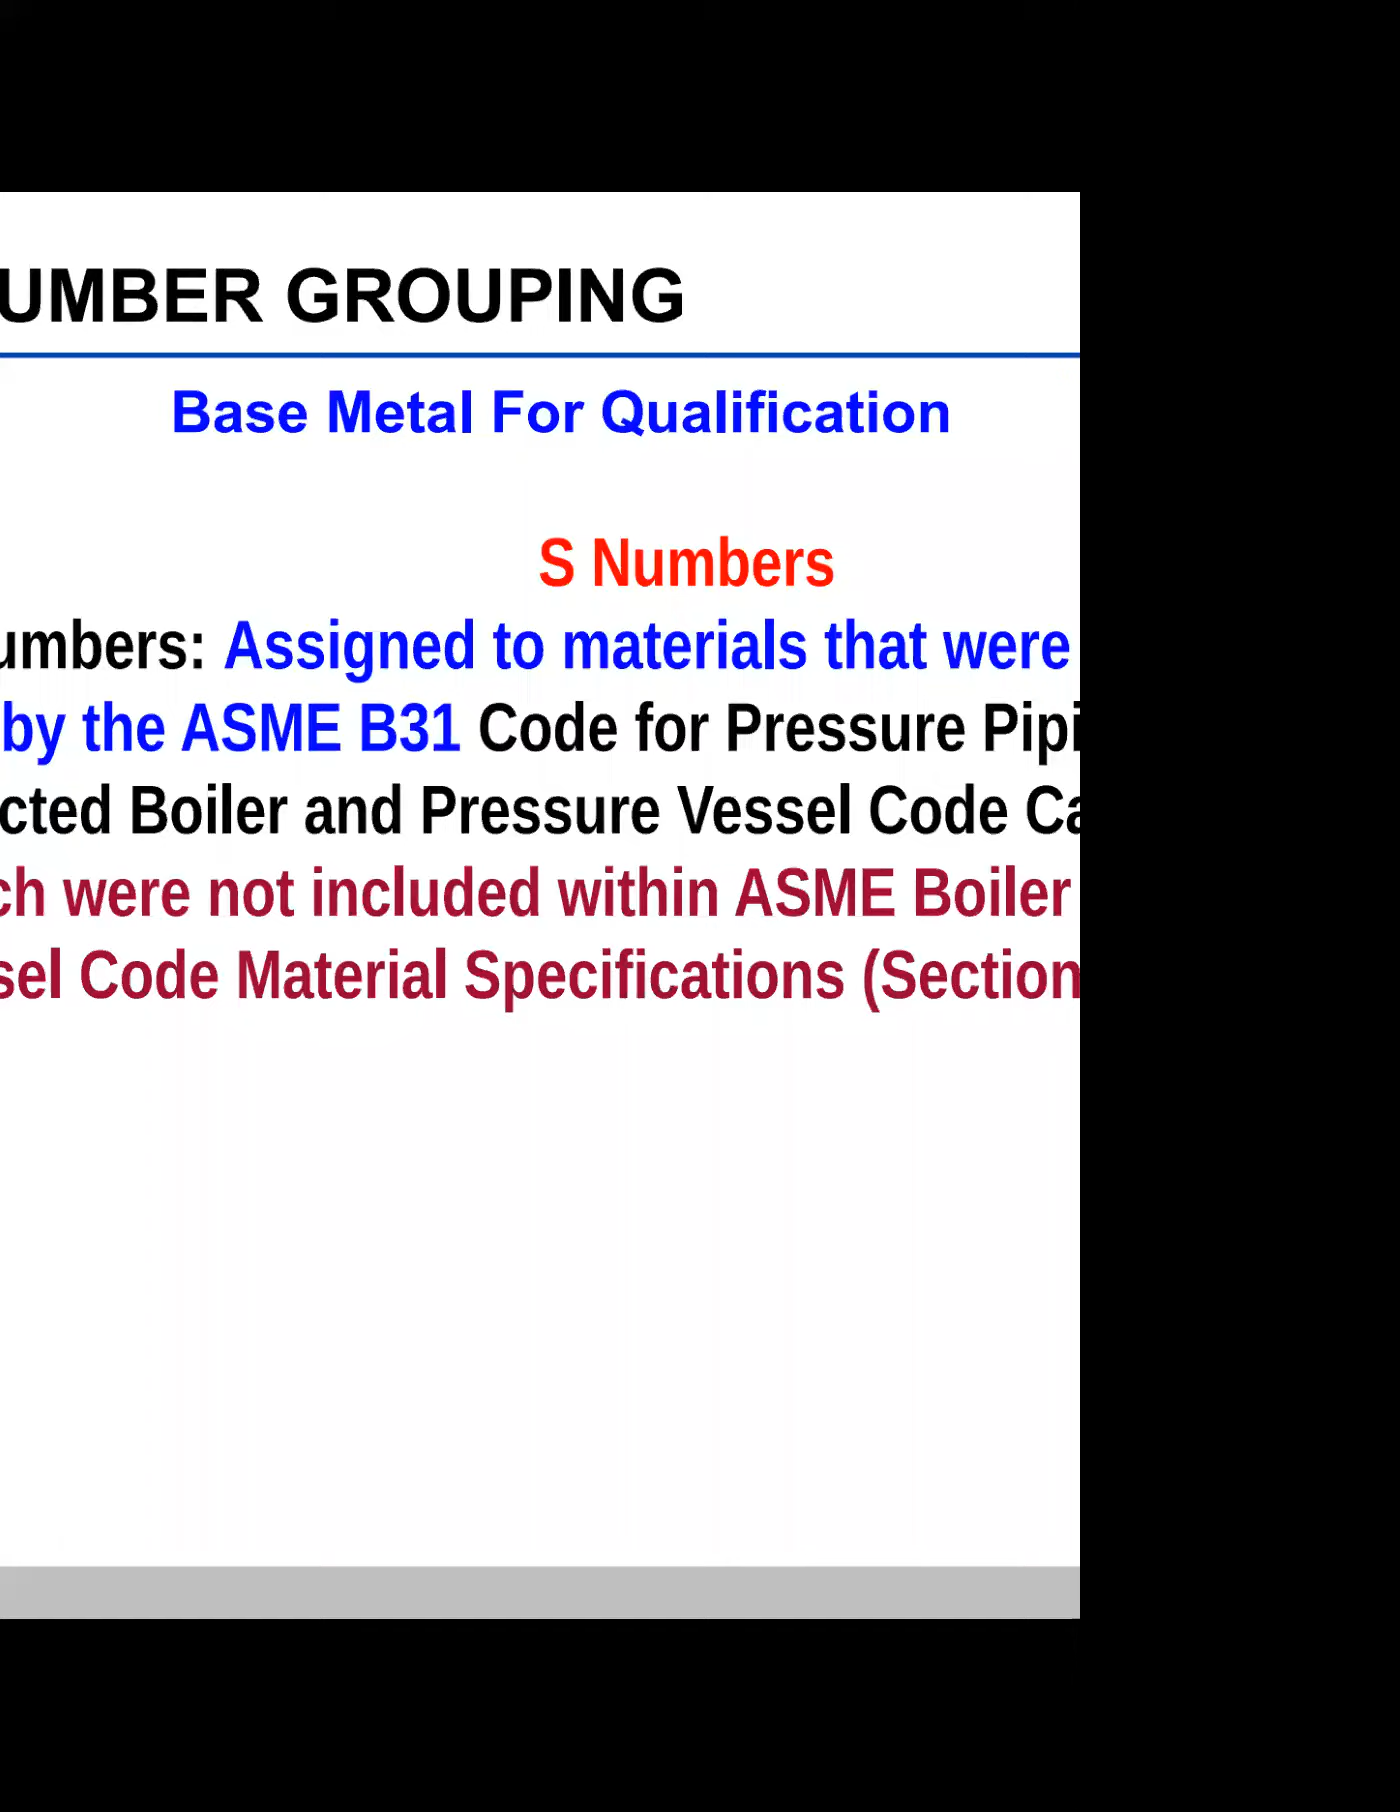 UMBER GROUPING
Base Metal For Qualification
S Numbers
umbers: Assigned to materials that were
by the ASME B31 Code for Pressure Pipi
cted Boiler and Pressure Vessel Code Ca
ch were not included within ASME Boiler
sel Code Material Specifications (Section